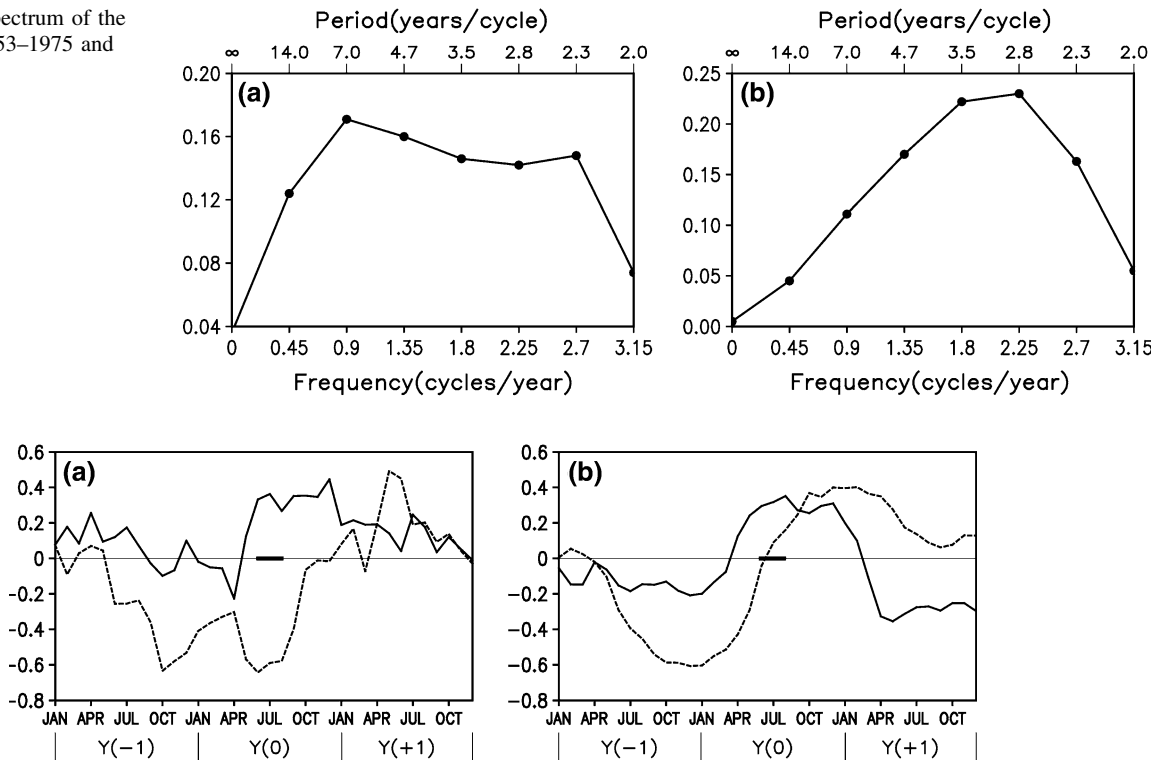 ectrum of the
53–1975 and
Period(years/cycle)
∞ 14.0 7.0 4.7 3.5 2.8 2.3 2.0
(a)
0.20
0.16
0.12
0.08
0.04
0 0.45 0.9 1.35 1.8 2.25 2.7 3.15
Frequency(cycles/year)
Period(years/cycle)
∞ 14.0 7.0 4.7 3.5 2.8 2.3 2.0
(b)
0.25
0.20
0.15
0.10
0.05
0.00
0 0.45 0.9 1.35 1.8 2.25 2.7 3.15
Frequency(cycles/year)
(a)
0.6
0.4
0.2
0
−0.2
−0.4
−0.6
−0.8
JAN APR JUL OCT JAN APR JUL OCT JAN APR JUL OCT
Y(−1) Y(0) Y(+1)
(b)
0.6
0.4
0.2
0
−0.2
−0.4
−0.6
−0.8
JAN APR JUL OCT JAN APR JUL OCT JAN APR JUL OCT
Y(−1) Y(0) Y(+1)